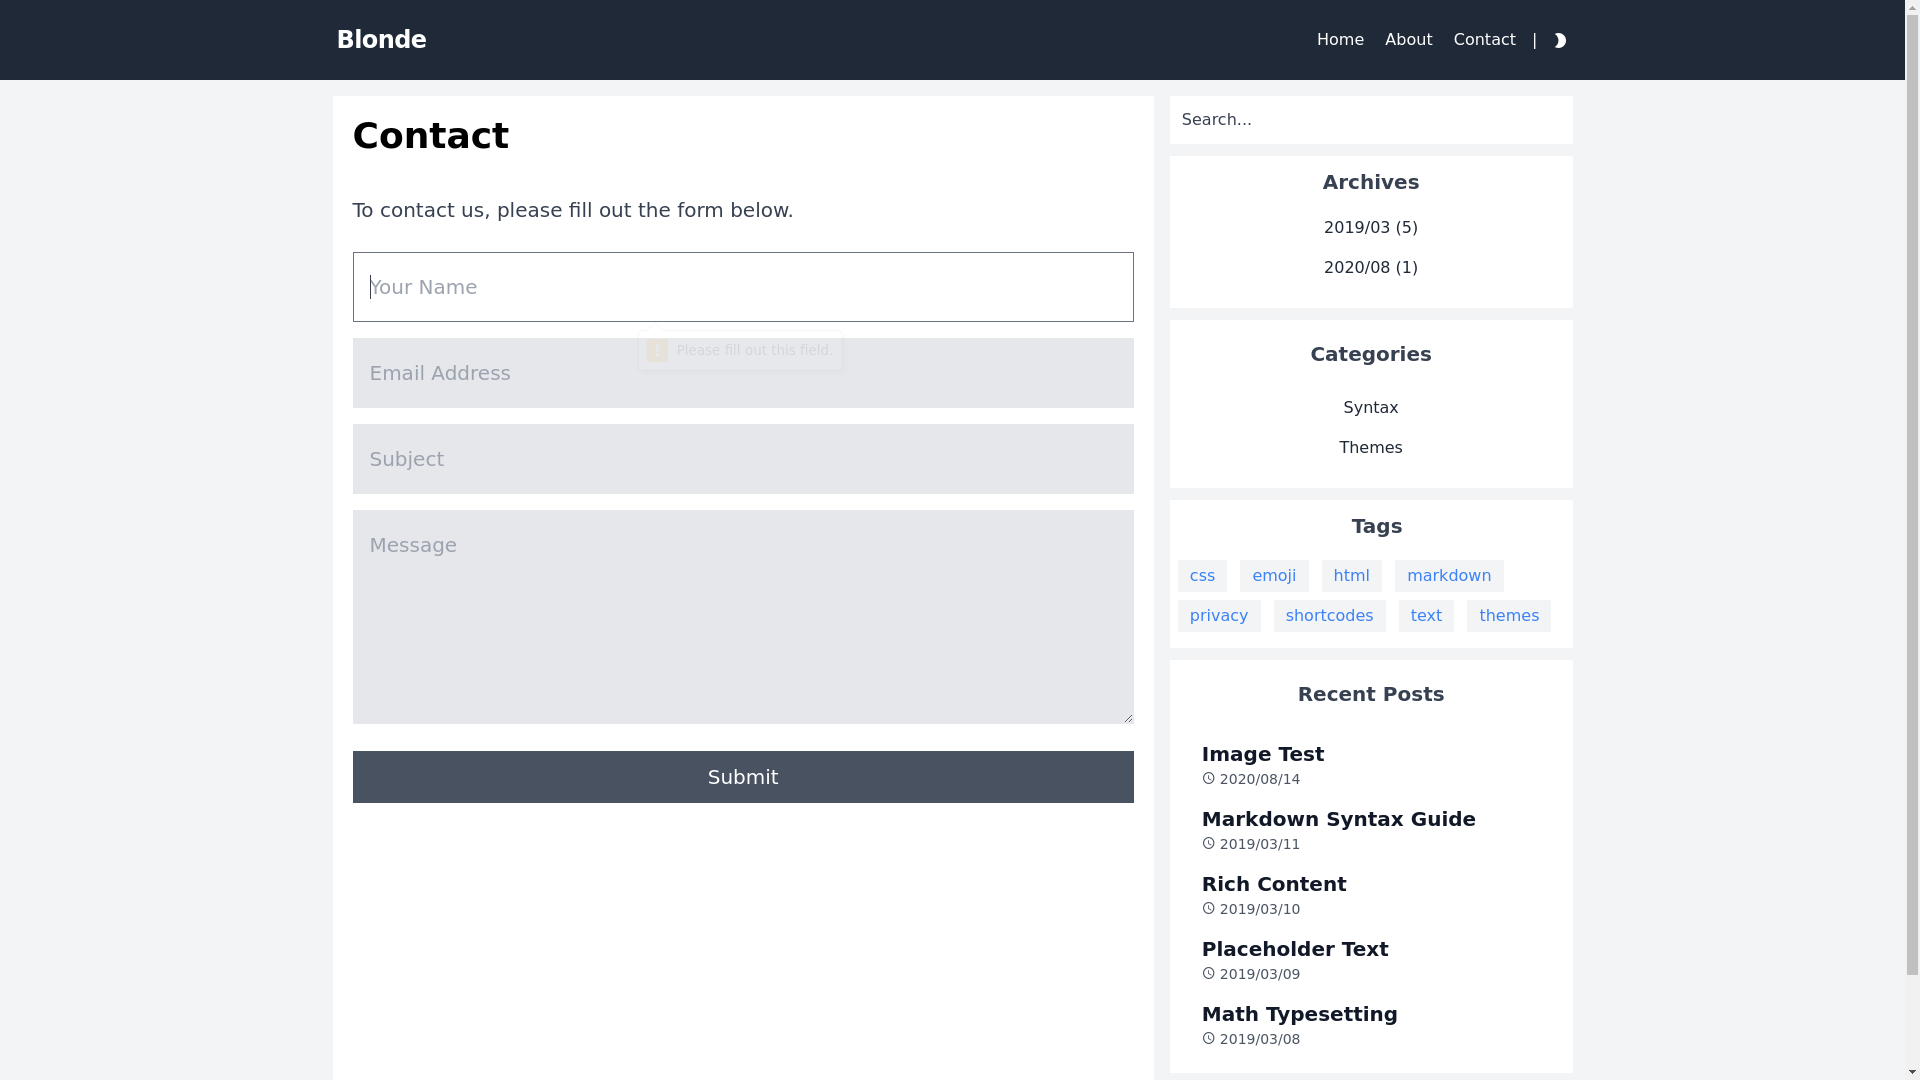 Blonde
Home About Contact |
Contact
To contact us, please fill out the form below.
Your Name
Please fill out this field.
Email Address
Subject
Message
Submit
Search...
Archives
2019/03 (5)
2020/08 (1)
Categories
Syntax
Themes
Tags
css emoji html markdown
privacy shortcodes text themes
Recent Posts
Image Test
2020/08/14
Markdown Syntax Guide
2019/03/11
Rich Content
2019/03/10
Placeholder Text
2019/03/09
Math Typesetting
2019/03/08